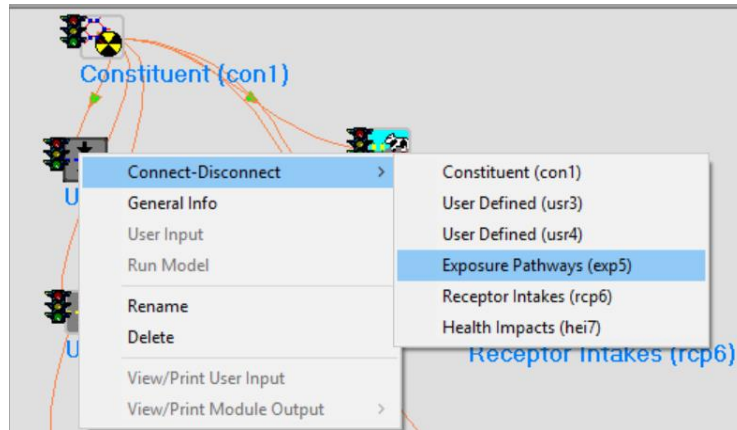 Constituent (con1)
U
Connect-Disconnect
General Info
User Input
Run Model
Rename
Delete
View/Print User Input
View/Print Module Output
Constituent (con1)
User Defined (usr3)
User Defined (usr4)
Exposure Pathways (exp5)
Receptor Intakes (rcp6)
Health Impacts (hei7)
U
Receptor Intakes (rcp6)